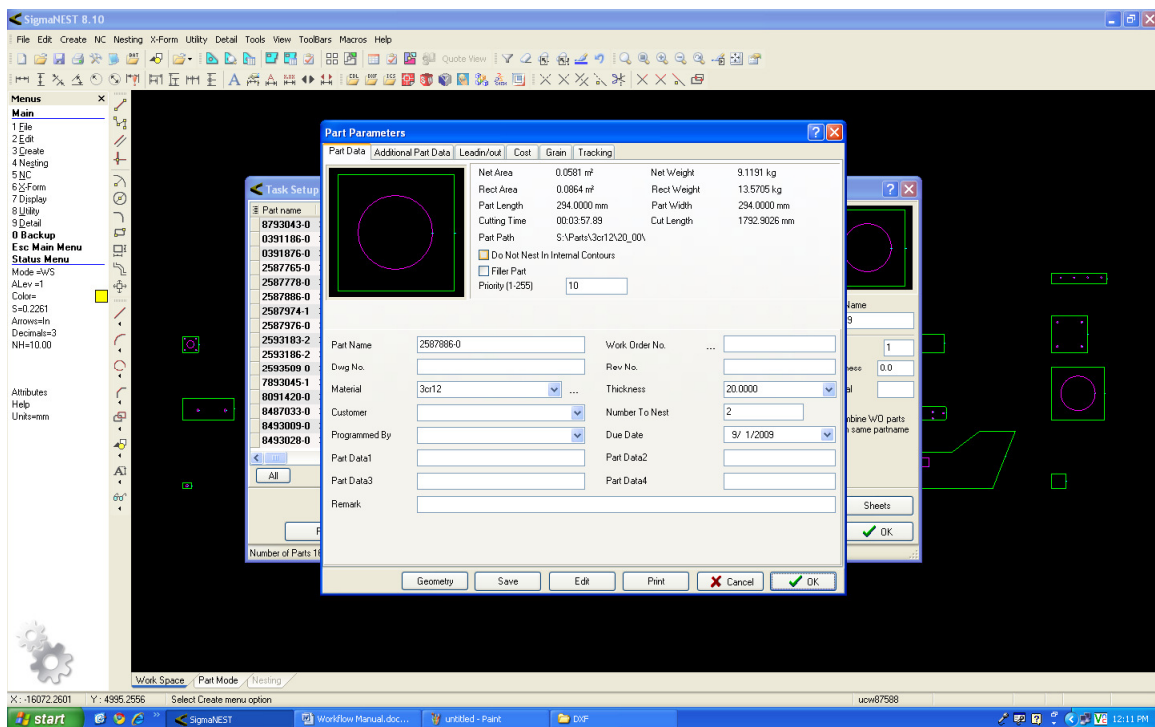 SigmaNEST 8.10
File Edit Create NC Nesting X-Form Utility Detail Tools View ToolBars Macros Help
Quote View
Menus
Main
1 File
2 Edit
3 Create
4 Nesting
5 NC
6 X-Form
7 Display
8 Utility
9 Detail
0 Backup
Esc Main Menu
Status Menu
Mode =WS
ALev =1
Color=
S=0.2261
Arrows=In
Decimals=3
NH=10.00
Attributes
Help
Units=mm
Task Setup
Part name
8793043-0
0391186-0
0391876-0
2587765-0
2587778-0
2587886-0
2587974-1
2587976-0
2593183-2
2593186-2
2593509 0
7893045-1
8091420-0
8487033-0
8493009-0
8493028-0
All
Number of Parts 16
Part Parameters
Part Data Additional Part Data Leadin/out Cost Grain Tracking
Net Area 0.0581 m² Net Weight 9.1191 kg
Rect Area 0.0864 m² Rect Weight 13.5705 kg
Part Length 294.0000 mm Part Width 294.0000 mm
Cutting Time 00:03:57.89 Cut Length 1792.9026 mm
Part Path S:\Parts\3cr12\20_00\
Do Not Nest In Internal Contours
Filler Part
Priority (1-255) 10
Part Name 2587886-0 Work Order No. ...
Dwg No. Rev No.
Material 3cr12 ... Thickness 20.0000
Customer Number To Nest 2
Programmed By Due Date 9/ 1/2009
Part Data1 Part Data2
Part Data3 Part Data4
Remark
Geometry Save Edit Print Cancel OK
Name
9
1
0.0
mbine WO parts
same partname
Sheets
OK
Work Space Part Mode Nesting
X: -16072.2601 Y: 4995.2556 Select Create menu option ucw87588
start SigmaNEST Workflow Manual.doc... untitled - Paint DXF 12:11 PM